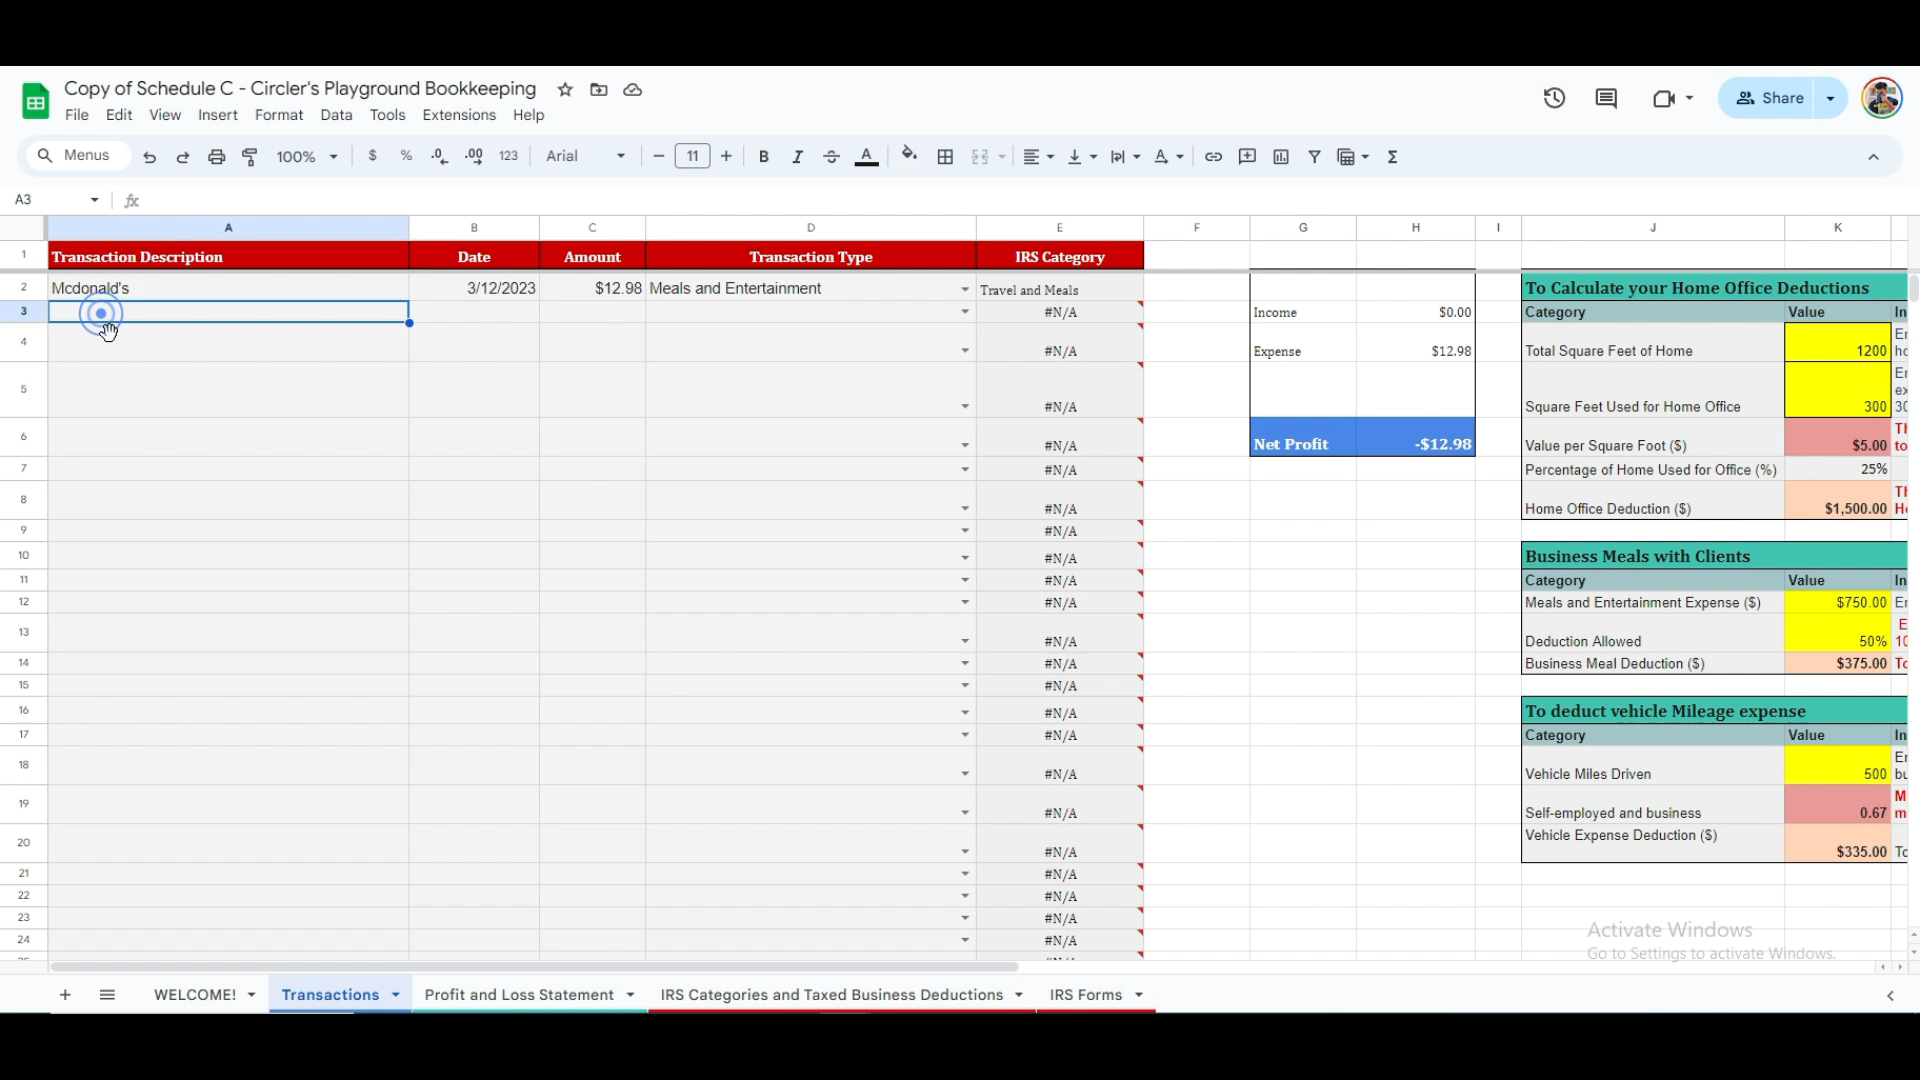 Copy of Schedule C - Circler's Playground Bookkeeping
Share
File Edit View Insert Format Data Tools Extensions Help
Menus 100% $ % .0 .00 123 Arial 11 B I S A
A3 fx
A B C D E F G H I J K
1 Transaction Description Date Amount Transaction Type IRS Category
2 Mcdonald's 3/12/2023 $12.98 Meals and Entertainment Travel and Meals To Calculate your Home Office Deductions
3 #N/A Income $0.00 Category Value In
4 #N/A Expense $12.98 Total Square Feet of Home 1200
5 #N/A Square Feet Used for Home Office 300
6 #N/A Net Profit -$12.98 Value per Square Foot ($) $5.00
7 #N/A Percentage of Home Used for Office (%) 25%
8 #N/A Home Office Deduction ($) $1,500.00
9 #N/A
10 #N/A Business Meals with Clients
11 #N/A Category Value In
12 #N/A Meals and Entertainment Expense ($) $750.00
13 #N/A Deduction Allowed 50%
14 #N/A Business Meal Deduction ($) $375.00
15 #N/A
16 #N/A To deduct vehicle Mileage expense
17 #N/A Category Value In
18 #N/A Vehicle Miles Driven 500
19 #N/A Self-employed and business 0.67
20 #N/A Vehicle Expense Deduction ($) $335.00
21 #N/A
22 #N/A
23 #N/A
24 #N/A
Activate Windows
Go to Settings to activate Windows.
WELCOME! Transactions Profit and Loss Statement IRS Categories and Taxed Business Deductions IRS Forms